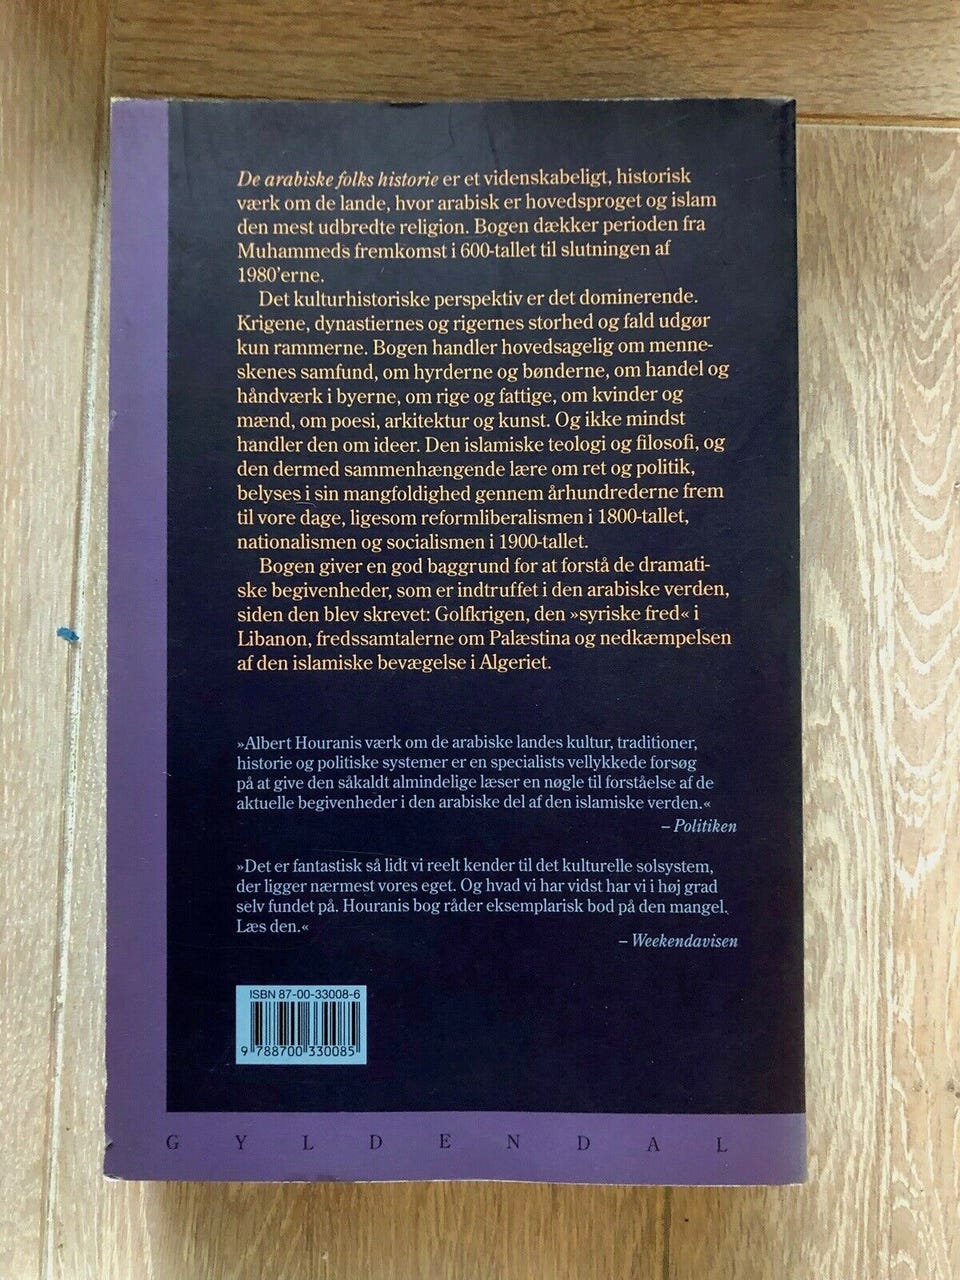 De arabiske folks historie er et videnskabeligt, historisk
værk om de lande, hvor arabisk er hovedsproget og islam
den mest udbredte religion. Bogen dækker perioden fra
Muhammeds fremkomst i 600-tallet til slutningen af
1980'erne.
Det kulturhistoriske perspektiv er det dominerende.
Krigene, dynastiernes og rigernes storhed og fald udgør
kun rammerne. Bogen handler hovedsagelig om menne-
skenes samfund, om hyrderne og bønderne, om handel og
håndværk i byerne, om rige og fattige, om kvinder og
mænd, om poesi, arkitektur og kunst. Og ikke mindst
handler den om ideer. Den islamiske teologi og filosofi, og
den dermed sammenhængende lære om ret og politik,
belyses i sin mangfoldighed gennem århundrederne frem
til vore dage, ligesom reformliberalismen i 1800-tallet,
nationalismen og socialismen i 1900-tallet.
Bogen giver en god baggrund for at forstå de dramati-
ske begivenheder, som er indtruffet i den arabiske verden,
siden den blev skrevet: Golfkrigen, den »syriske fred« i
Libanon, fredssamtalerne om Palæstina og nedkæmpelsen
af den islamiske bevægelse i Algeriet.
»Albert Houranis værk om de arabiske landes kultur, traditioner,
historie og politiske systemer er en specialists vellykkede forsøg
på at give den såkaldt almindelige læser en nøgle til forståelse af de
aktuelle begivenheder i den arabiske del af den islamiske verden.«
– Politiken
»Det er fantastisk så lidt vi reelt kender til det kulturelle solsystem,
der ligger nærmest vores eget. Og hvad vi har vidst har vi i høj grad
selv fundet på. Houranis bog råder eksemplarisk bod på den mangel.
Læs den.«
– Weekendavisen
ISBN 87-00-33008-6
9 788700 330085
GYLDENDAL